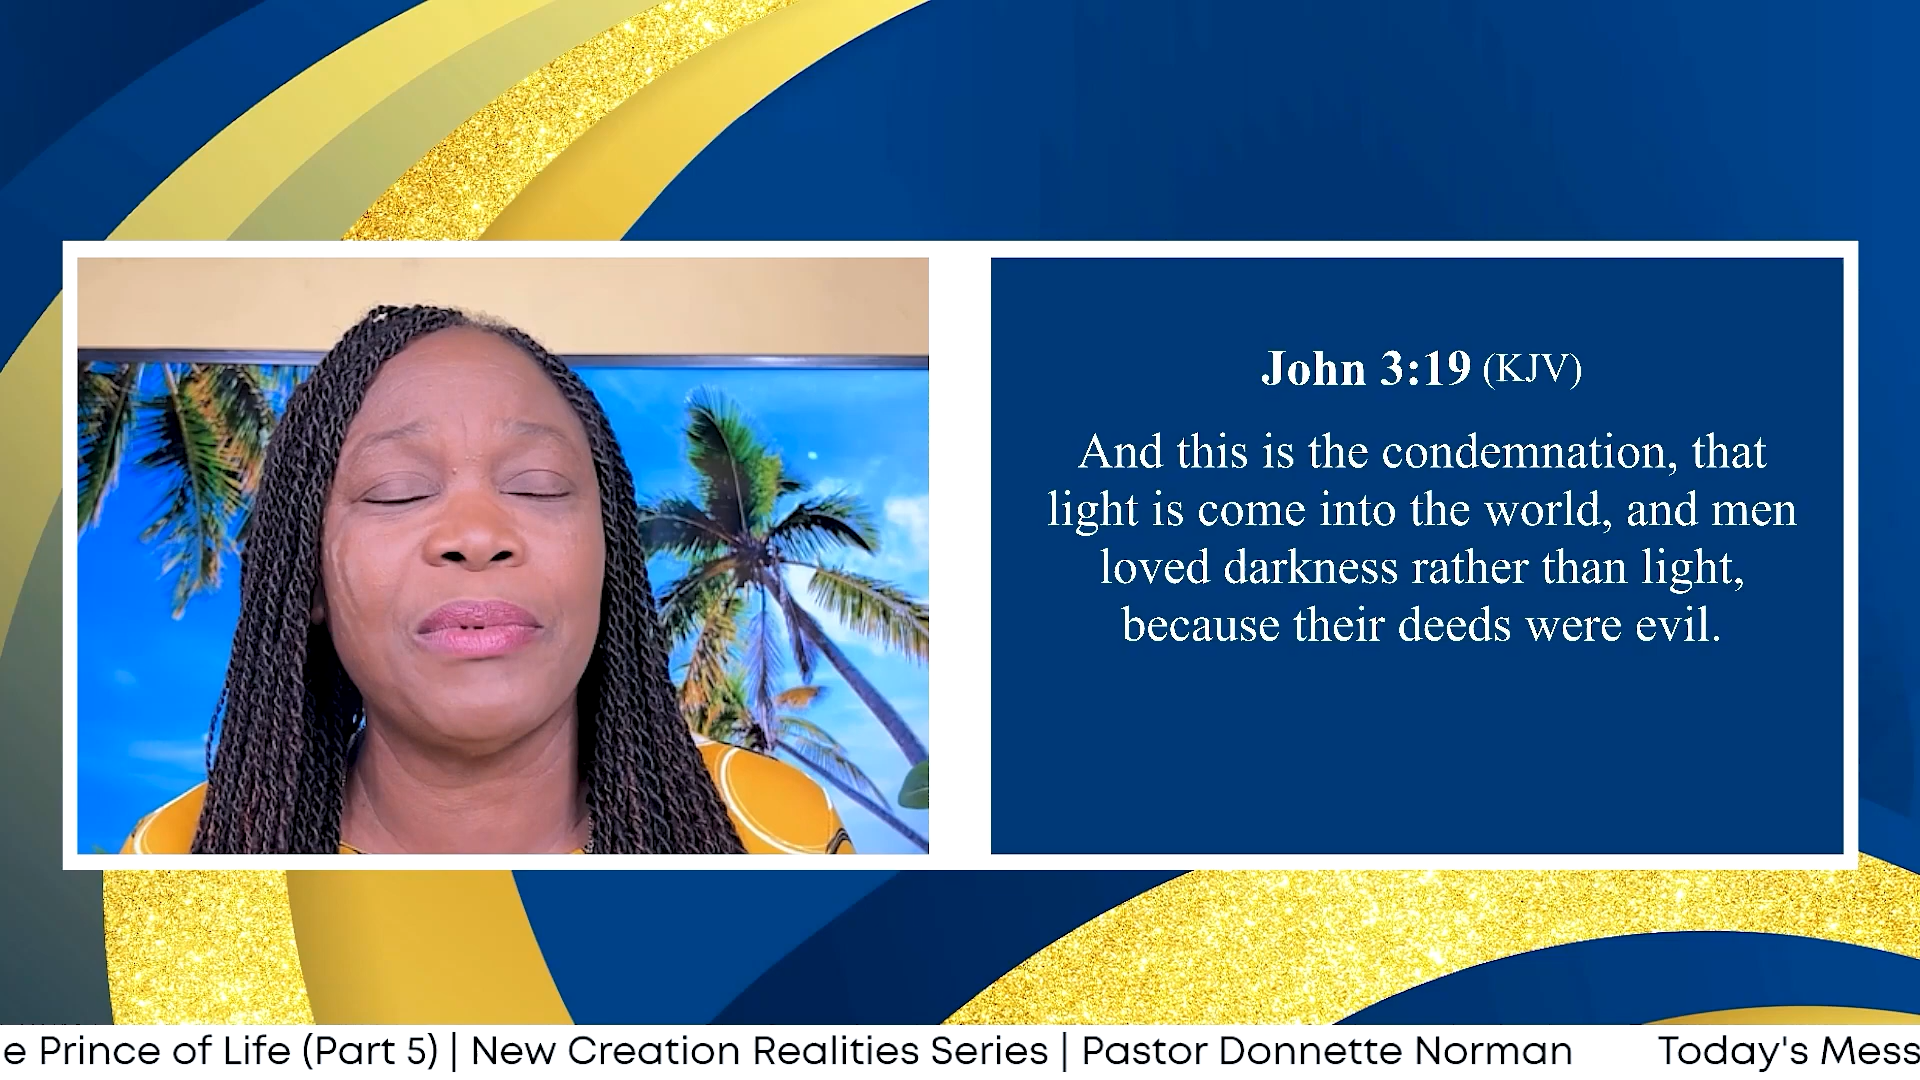 John 3:19 (KJV)
And this is the condemnation, that
light is come into the world, and men
loved darkness rather than light,
because their deeds were evil.
e Prince of Life (Part 5) | New Creation Realities Series | Pastor Donnette Norman Today's Mess